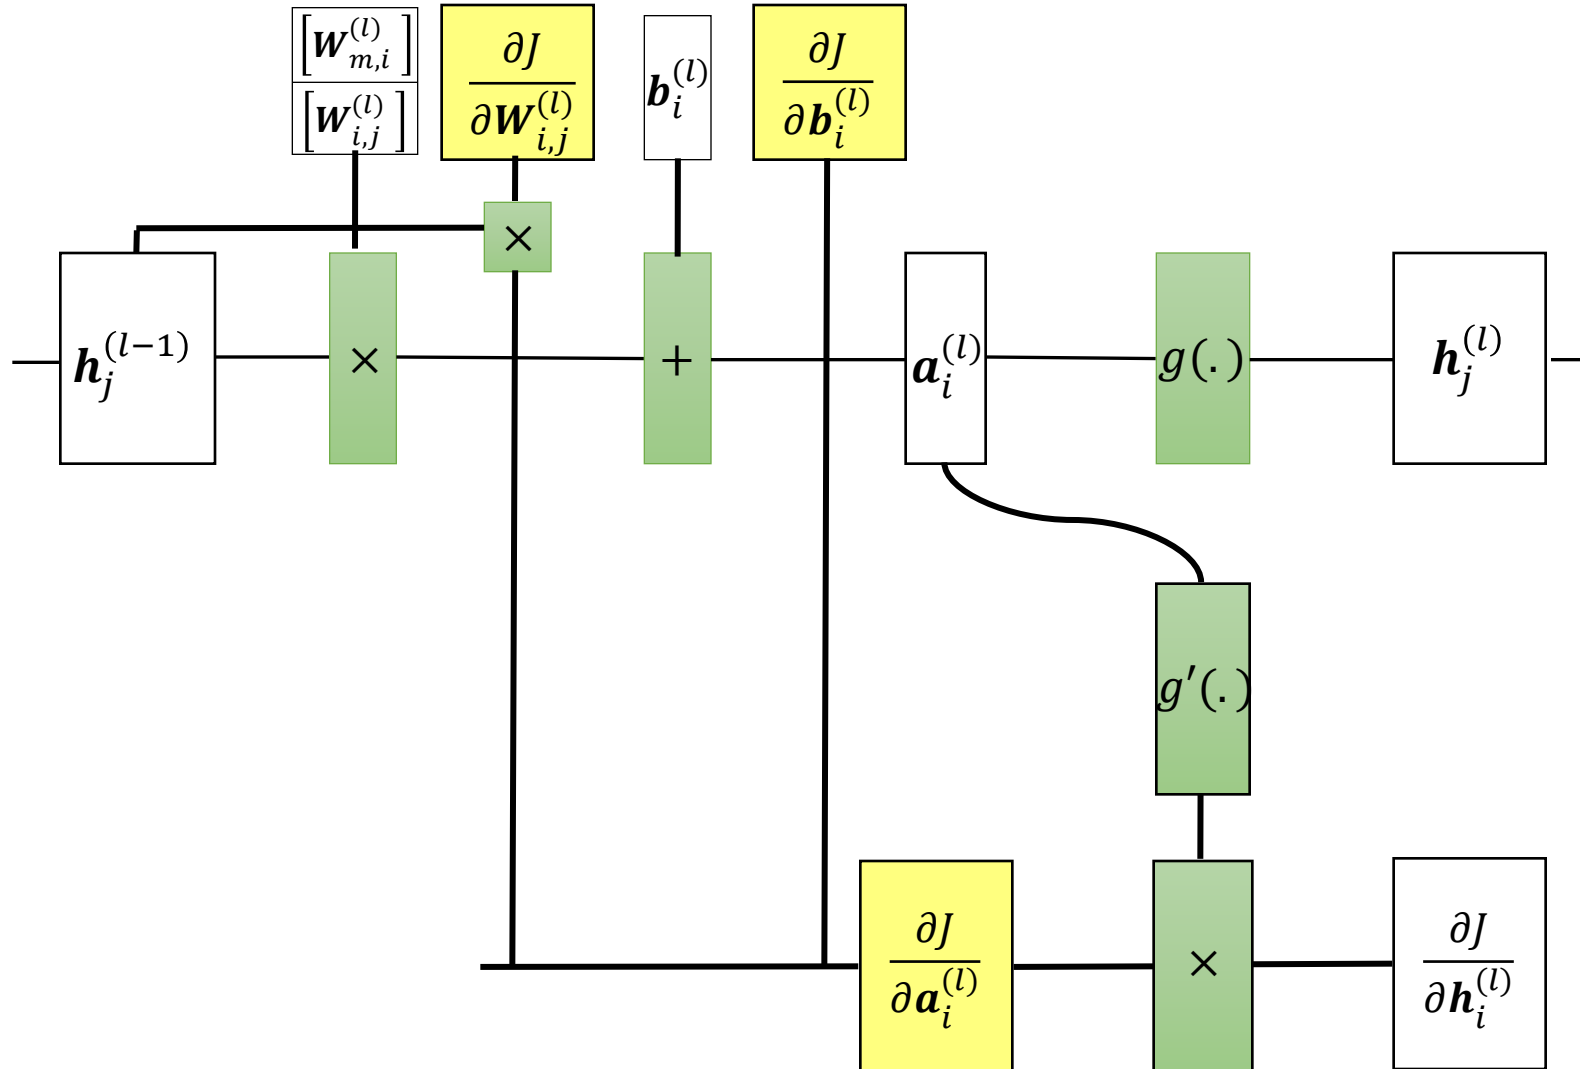 [𝑾_{m,i}^{(l)}]
[𝑾_{i,j}^{(l)}]
∂J / ∂𝑾_{i,j}^{(l)}
𝒃_i^{(l)}
∂J / ∂𝒃_i^{(l)}
×
𝒉_j^{(l−1)}
×
+
𝒂_i^{(l)}
g(.)
𝒉_j^{(l)}
g′(.)
∂J / ∂𝒂_i^{(l)}
×
∂J / ∂𝒉_i^{(l)}